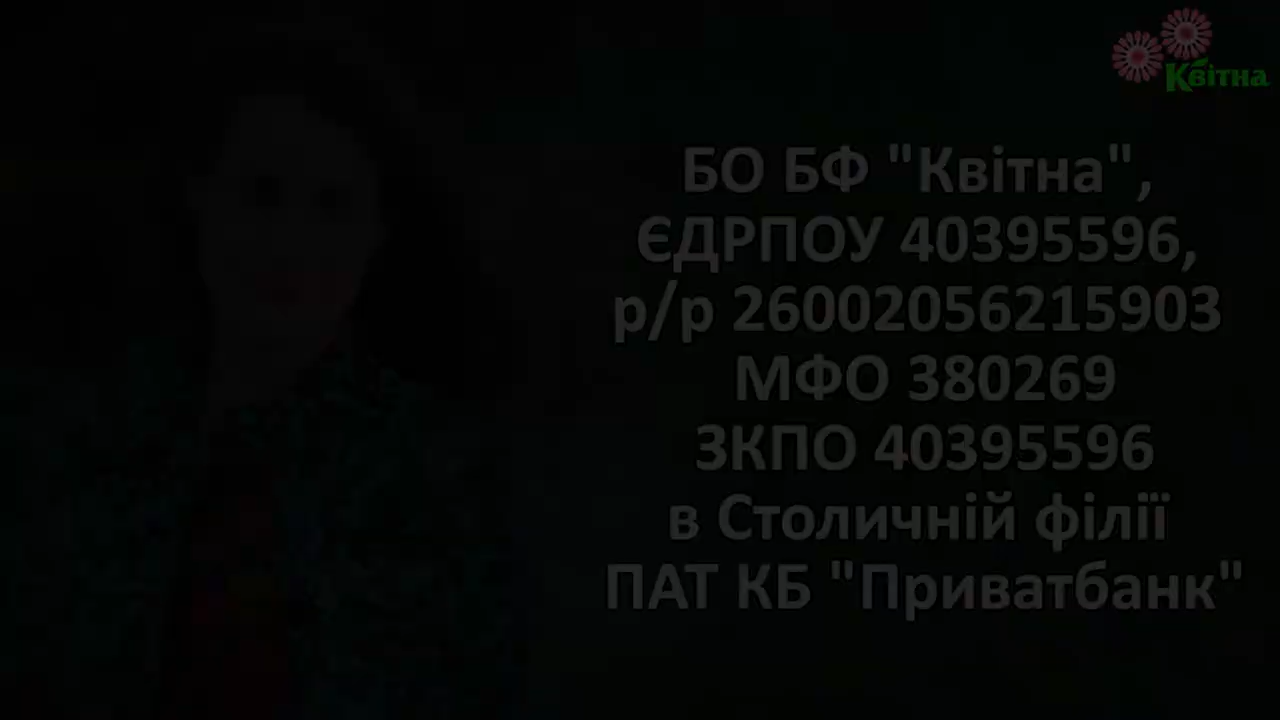 Квітна
БО БФ "Квітна",
ЄДРПОУ 40395596,
р/р 26002056215903
МФО 380269
ЗКПО 40395596
в Столичній філії
ПАТ КБ "Приватбанк"